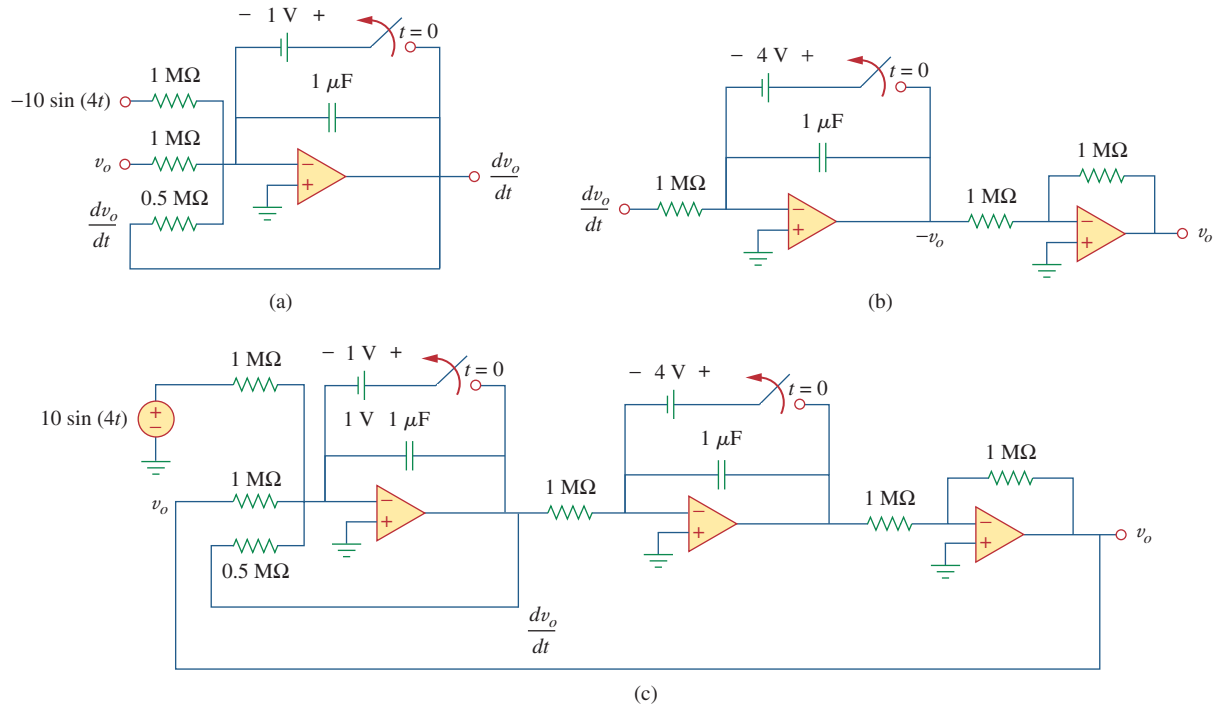 − 1 V +
t = 0
1 MΩ
1 μF
−10 sin (4t)
1 MΩ
v_o
−
+
dv_o/dt
0.5 MΩ
dv_o/dt
(a)
− 4 V +
t = 0
1 μF
1 MΩ
dv_o/dt
1 MΩ
1 MΩ
−
+
−v_o
−
+
v_o
(b)
− 1 V +
t = 0
1 MΩ
− 4 V +
t = 0
10 sin (4t)
+
−
1 V 1 μF
1 μF
1 MΩ
1 MΩ
v_o
1 MΩ
1 MΩ
−
+
−
+
−
+
v_o
0.5 MΩ
dv_o/dt
(c)